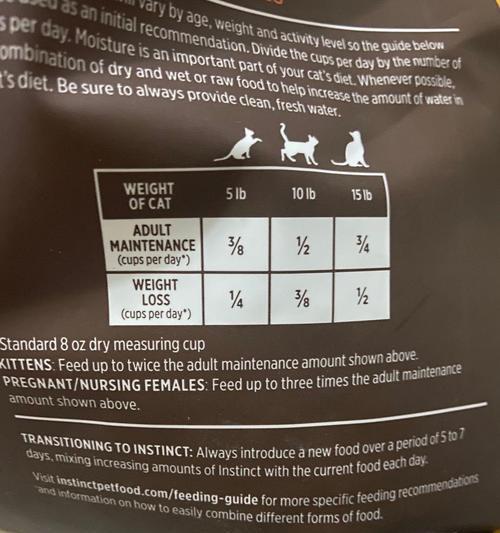 as an initial recommendation. Divide the cups per day by the number of
vary by age, weight and activity level so the guide below
per day. Moisture is an important part of your cat's diet. Whenever possible,
ombination of dry and wet or raw food to help increase the amount of water in
t's diet. Be sure to always provide clean, fresh water.
WEIGHT OF CAT 5 lb 10 lb 15 lb
ADULT MAINTENANCE (cups per day*) ⅜ ½ ¾
WEIGHT LOSS (cups per day*) ¼ ⅜ ½
Standard 8 oz dry measuring cup
KITTENS: Feed up to twice the adult maintenance amount shown above.
PREGNANT/NURSING FEMALES: Feed up to three times the adult maintenance
amount shown above.
TRANSITIONING TO INSTINCT: Always introduce a new food over a period of 5 to 7
days, mixing increasing amounts of Instinct with the current food each day.
Visit instinctpetfood.com/feeding-guide for more specific feeding recommendations
and information on how to easily combine different forms of food.